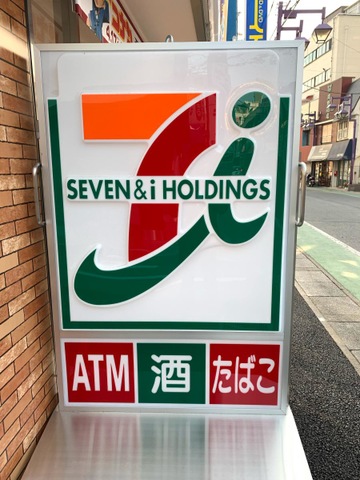 SEVEN & i HOLDINGS
ATM 酒 たばこ